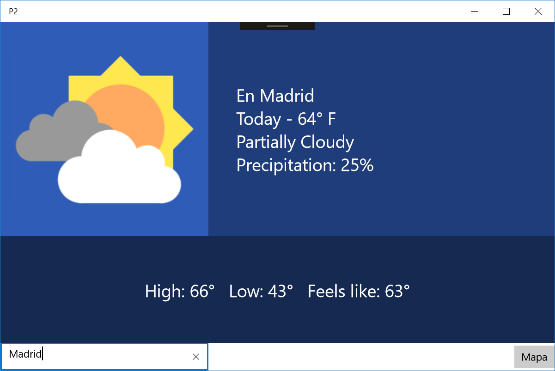 P2
En Madrid
Today - 64° F
Partially Cloudy
Precipitation: 25%
High: 66° Low: 43° Feels like: 63°
Madrid
Mapa